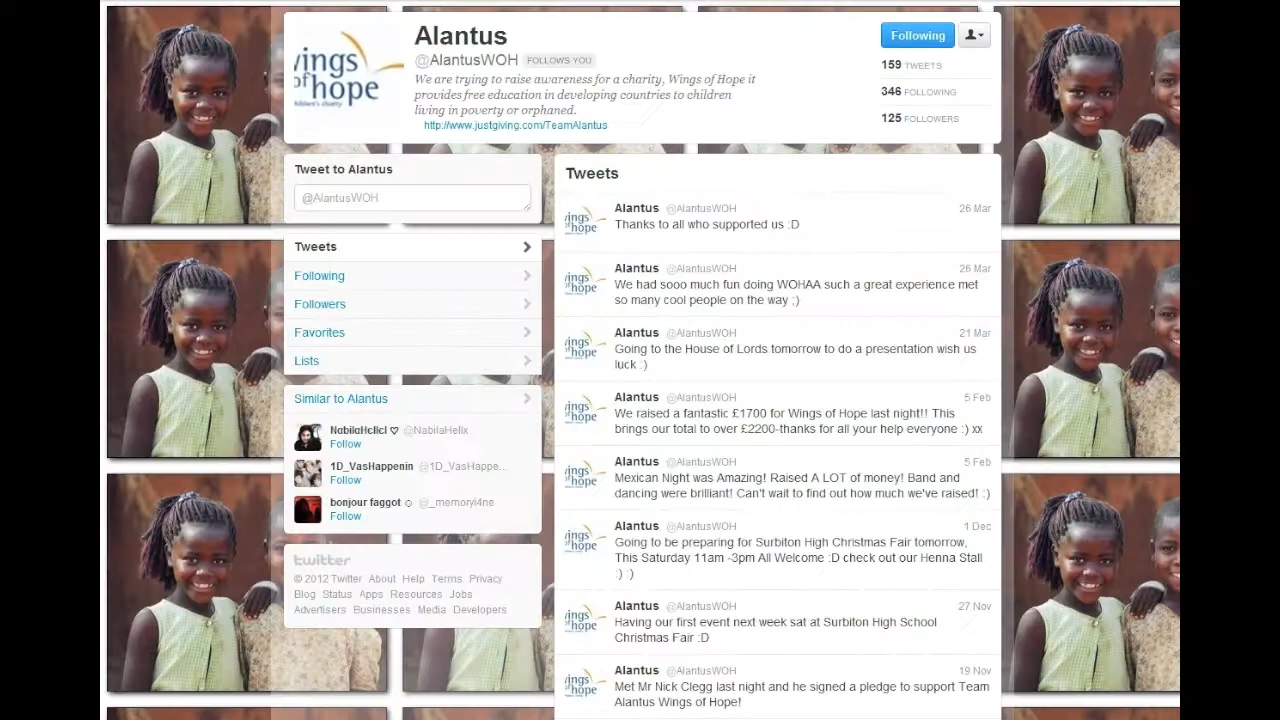 wings
of hope
children's charity
Alantus
@AlantusWOH FOLLOWS YOU
We are trying to raise awareness for a charity, Wings of Hope it
provides free education in developing countries to children
living in poverty or orphaned.
http://www.justgiving.com/TeamAlantus
Following
159 TWEETS
346 FOLLOWING
125 FOLLOWERS
Tweet to Alantus
@AlantusWOH
Tweets
Following
Followers
Favorites
Lists
Similar to Alantus
@NabilaHelix
Follow
1D_VasHappenin @1D_VasHappe...
Follow
bonjour faggot ☺ @_memoryl4ne
Follow
twitter
© 2012 Twitter About Help Terms Privacy
Blog Status Apps Resources Jobs
Advertisers Businesses Media Developers
Tweets
Alantus @AlantusWOH 26 Mar
Thanks to all who supported us :D
Alantus @AlantusWOH 26 Mar
We had sooo much fun doing WOHAA such a great experience met
so many cool people on the way ;)
Alantus @AlantusWOH 21 Mar
Going to the House of Lords tomorrow to do a presentation wish us
luck :)
Alantus @AlantusWOH 5 Feb
We raised a fantastic £1700 for Wings of Hope last night!! This
brings our total to over £2200-thanks for all your help everyone :) xx
Alantus @AlantusWOH 5 Feb
Mexican Night was Amazing! Raised A LOT of money! Band and
dancing were brilliant! Can't wait to find out how much we've raised! :)
Alantus @AlantusWOH 1 Dec
Going to be preparing for Surbiton High Christmas Fair tomorrow,
This Saturday 11am -3pm All Welcome :D check out our Henna Stall
:) :)
Alantus @AlantusWOH 27 Nov
Having our first event next week sat at Surbiton High School
Christmas Fair :D
Alantus @AlantusWOH 19 Nov
Met Mr Nick Clegg last night and he signed a pledge to support Team
Alantus Wings of Hope!